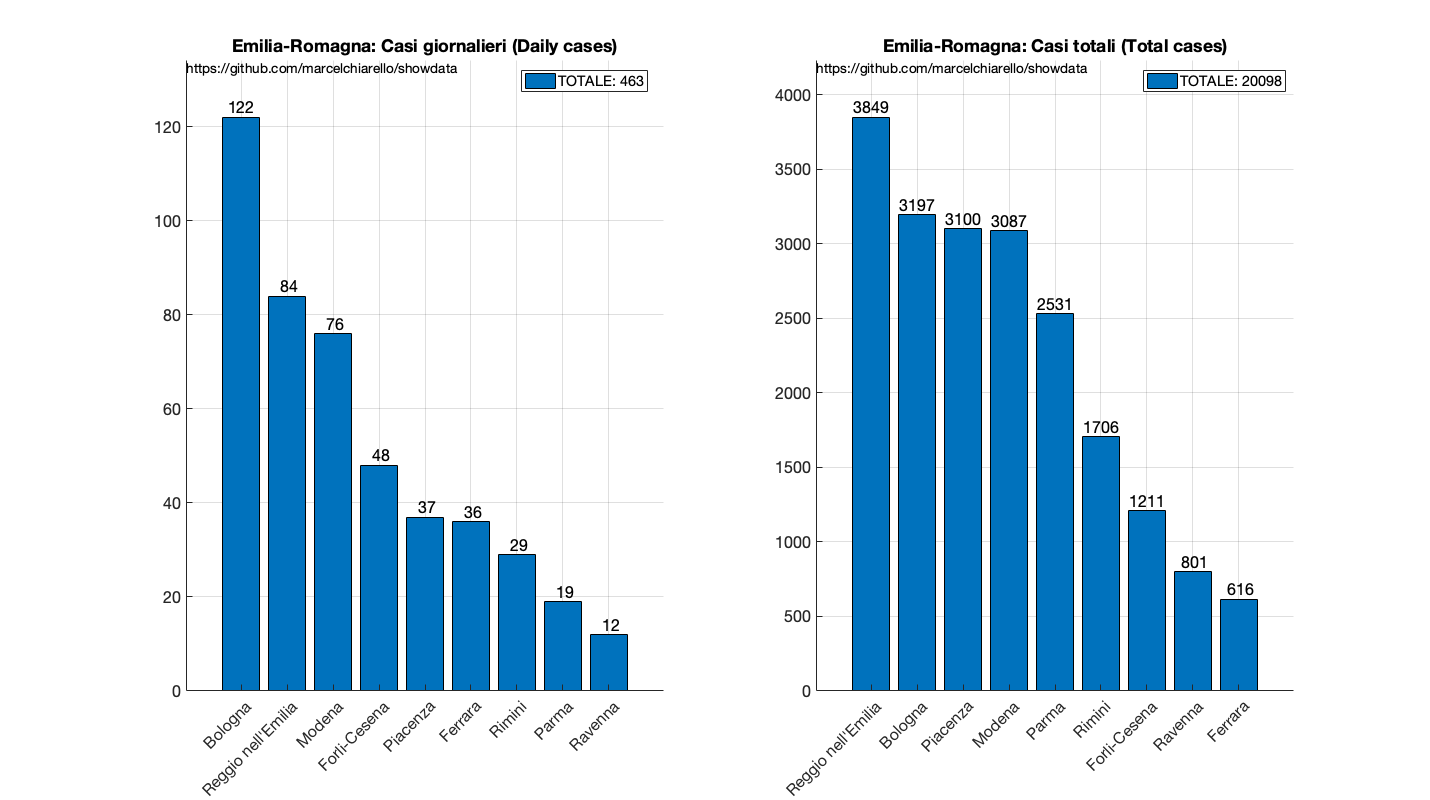 Emilia-Romagna: Casi giornalieri (Daily cases)
https://github.com/marcelchiarello/showdata
TOTALE: 463
120
100
80
60
40
20
0
122
84
76
48
37
36
29
19
12
Bologna
Reggio nell'Emilia
Modena
Forlì-Cesena
Piacenza
Ferrara
Rimini
Parma
Ravenna
Emilia-Romagna: Casi totali (Total cases)
https://github.com/marcelchiarello/showdata
TOTALE: 20098
4000
3500
3000
2500
2000
1500
1000
500
0
3849
3197
3100
3087
2531
1706
1211
801
616
Reggio nell'Emilia
Bologna
Piacenza
Modena
Parma
Rimini
Forlì-Cesena
Ravenna
Ferrara